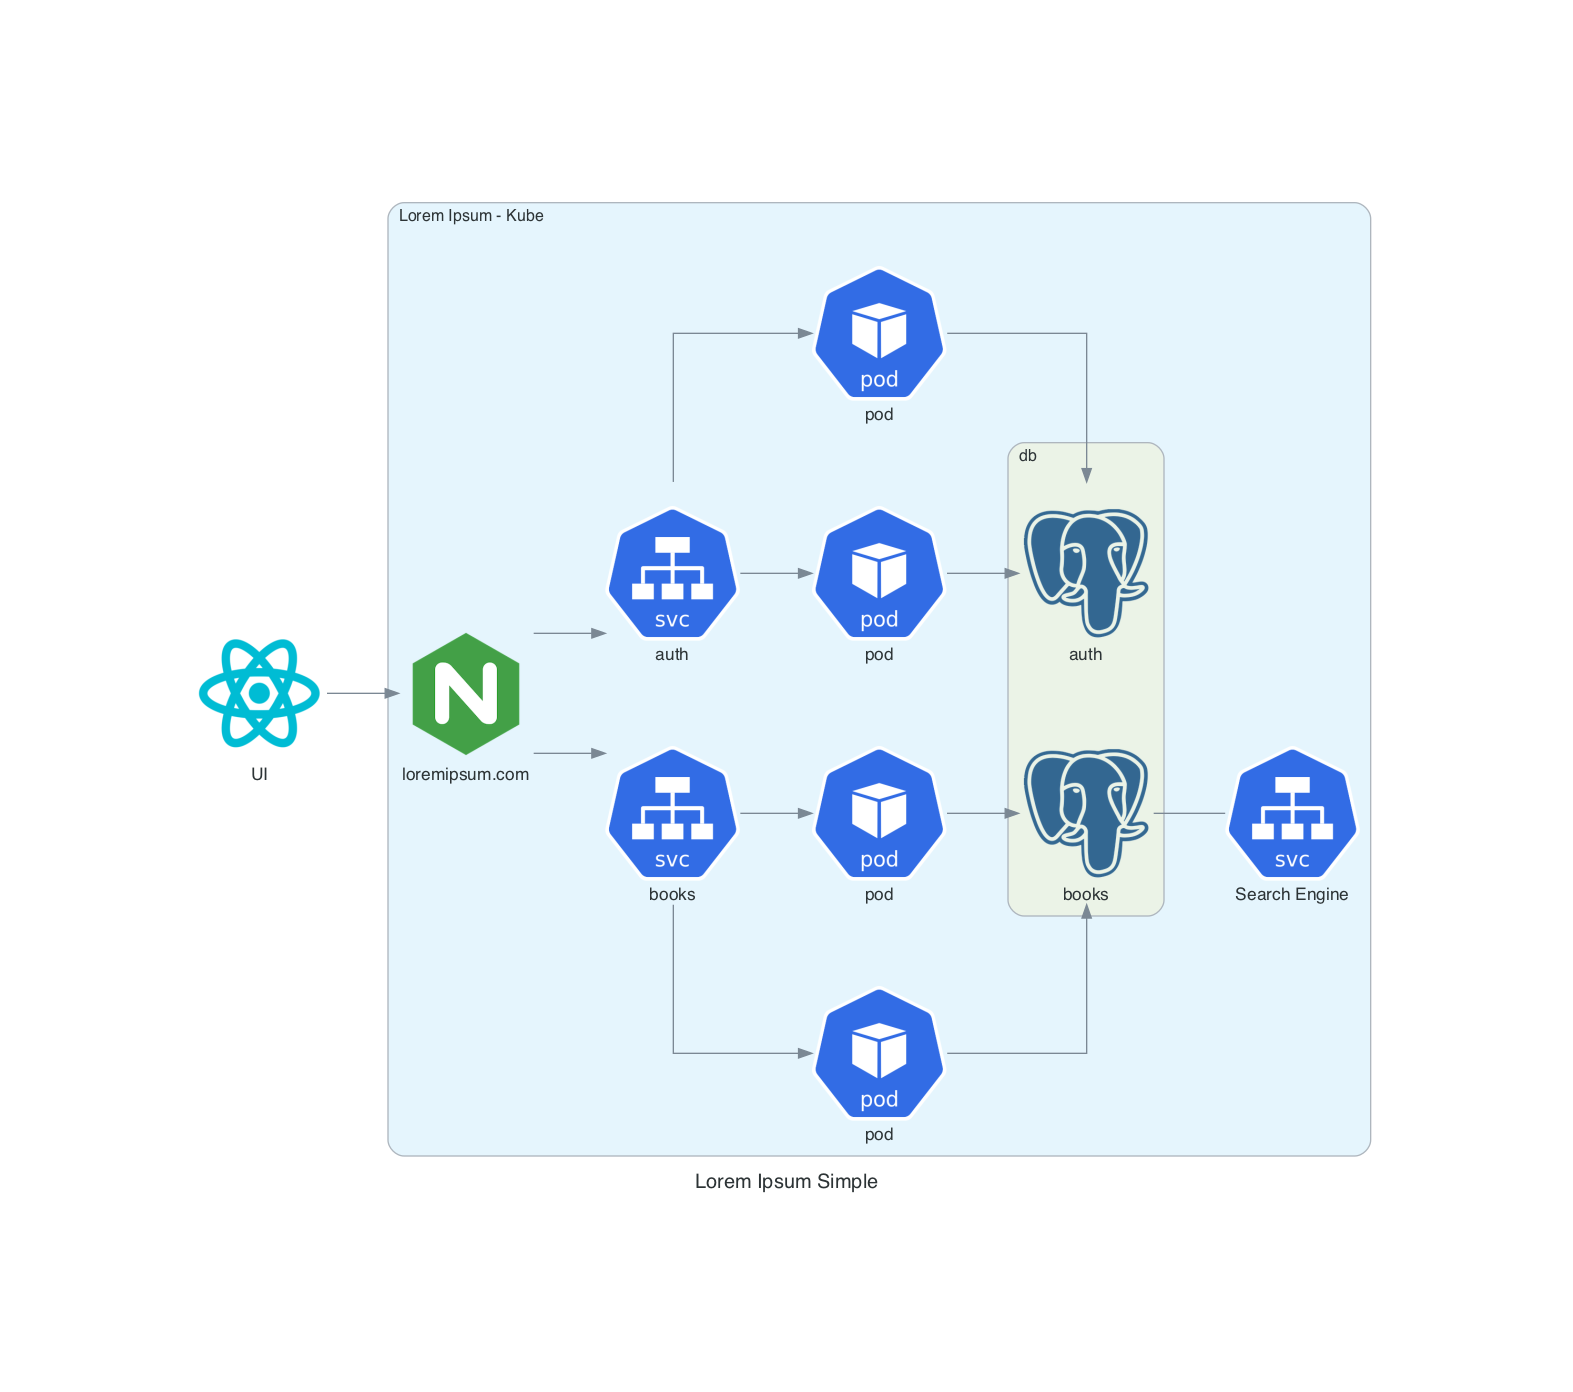 Lorem Ipsum - Kube
pod
pod
db
svc
auth
pod
pod
auth
UI
N
loremipsum.com
svc
books
pod
pod
books
svc
Search Engine
pod
pod
Lorem Ipsum Simple